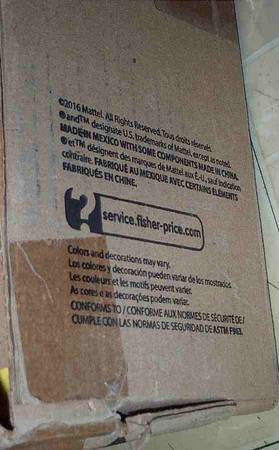 ©2016 Mattel. All Rights Reserved. Tous droits réservés.
® and ™ designate U.S. trademarks of Mattel, except as noted.
MADE IN MEXICO WITH SOME COMPONENTS MADE IN CHINA.
® et ™ désignent des marques de Mattel aux É.-U., sauf indication
contraire. FABRIQUÉ AU MEXIQUE AVEC CERTAINS ÉLÉMENTS
FABRIQUÉS EN CHINE.
service.fisher-price.com
Colors and decorations may vary.
Los colores y decoración pueden variar de los mostrados.
Les couleurs et les motifs peuvent varier.
As cores e as decorações podem variar.
CONFORMS TO / CONFORME AUX NORMES DE SÉCURITÉ DE /
CUMPLE CON LAS NORMAS DE SEGURIDAD DE ASTM F963.